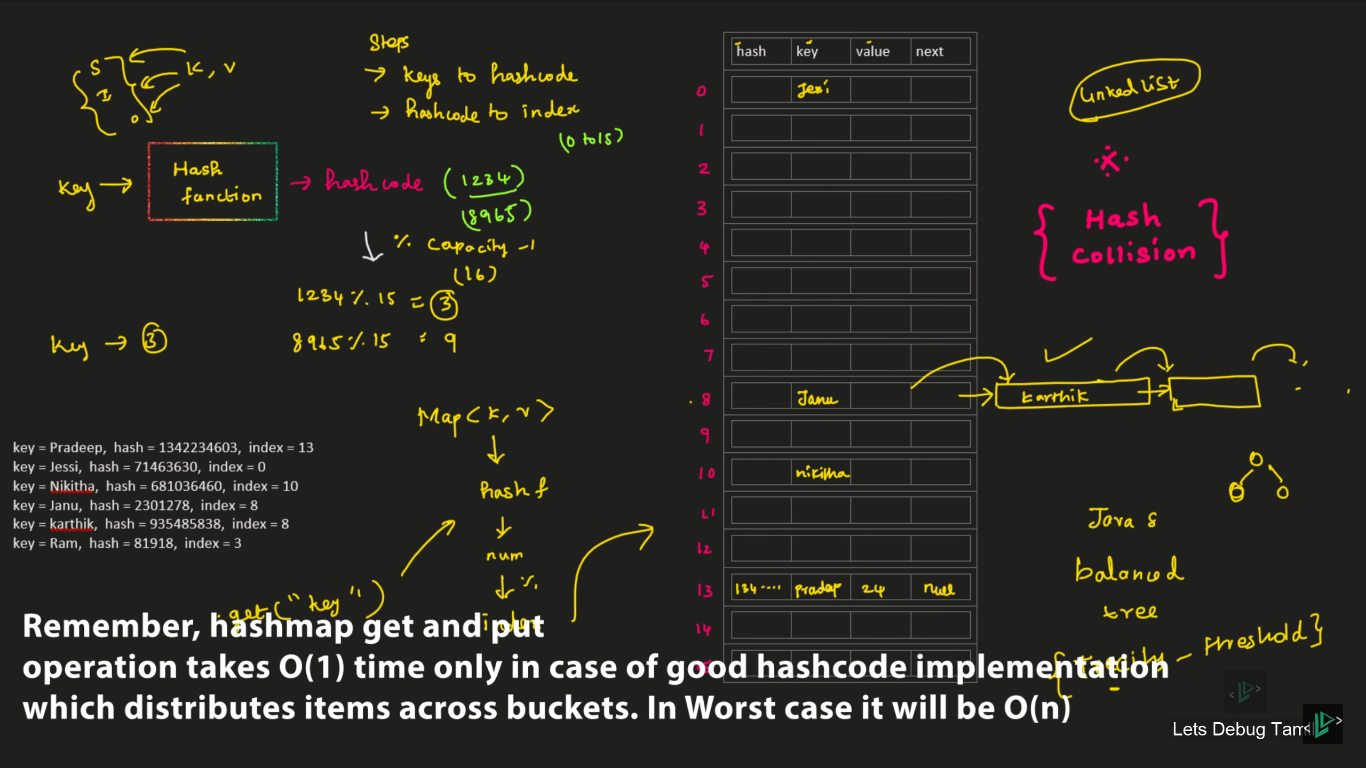 Steps
→ keys to hashcode
→ hashcode to index
(0 to 15)
S
I
O
K, V
Key → Hash function → hashcode (1234)
(8965)
% Capacity -1
(16)
1234 % 15 = 3
8965 % 15 = 9
Key → 3
Map<K, V>
hash f
num
%
.get("key")
key = Pradeep, hash = 1342234603, index = 13
key = Jessi, hash = 71463630, index = 0
key = Nikitha, hash = 681036460, index = 10
key = Janu, hash = 2301278, index = 8
key = karthik, hash = 935485838, index = 8
key = Ram, hash = 81918, index = 3
hash key value next
0 Jessi
1
2
3
4
5
6
7
8 Janu
karthik
9
10 nikitha
11
12
13 134.... pradep 24 null
14
Linked List
Hash
Collision
Java 8
balanced
tree
threshold
Remember, hashmap get and put
operation takes O(1) time only in case of good hashcode implementation
which distributes items across buckets. In Worst case it will be O(n)